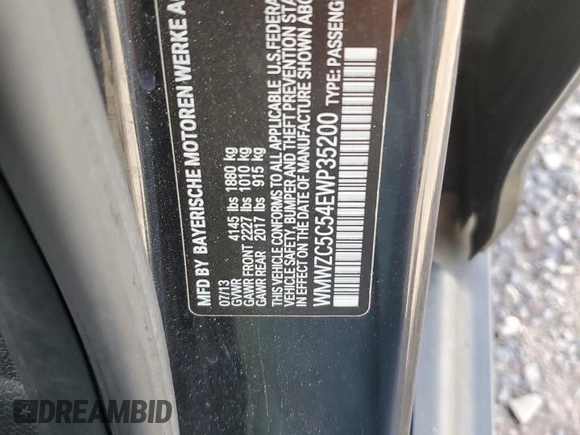 MFD BY BAYERISCHE MOTOREN WERKE AG
07/13
GVWR 4145 lbs 1880 kg
GAWR FRONT 2227 lbs 1010 kg
GAWR REAR 2017 lbs 915 kg
THIS VEHICLE CONFORMS TO ALL APPLICABLE U.S. FEDERAL
VEHICLE SAFETY, BUMPER AND THEFT PREVENTION STA
IN EFFECT ON THE DATE OF MANUFACTURE SHOWN ABO
WMWZC5C54EWP35200 TYPE: PASSENG
DREAMBID